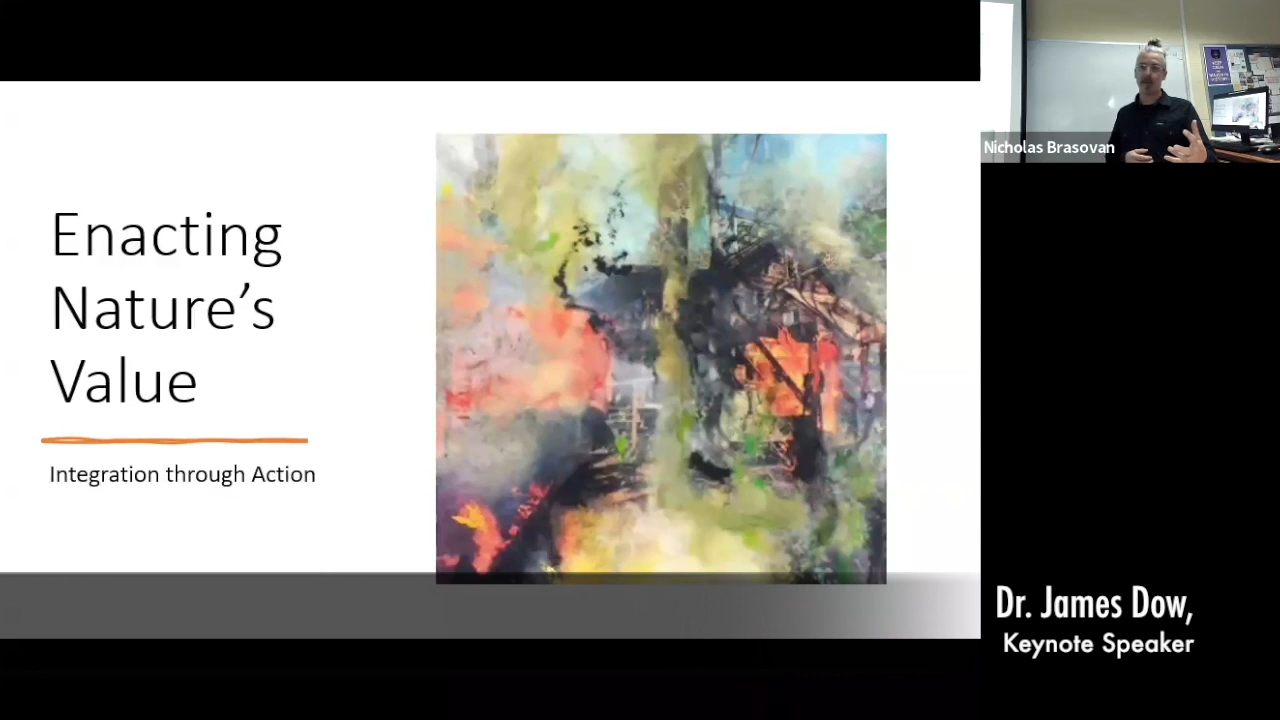 Enacting
Nature's
Value
Integration through Action
Nicholas Brasovan
Dr. James Dow,
Keynote Speaker